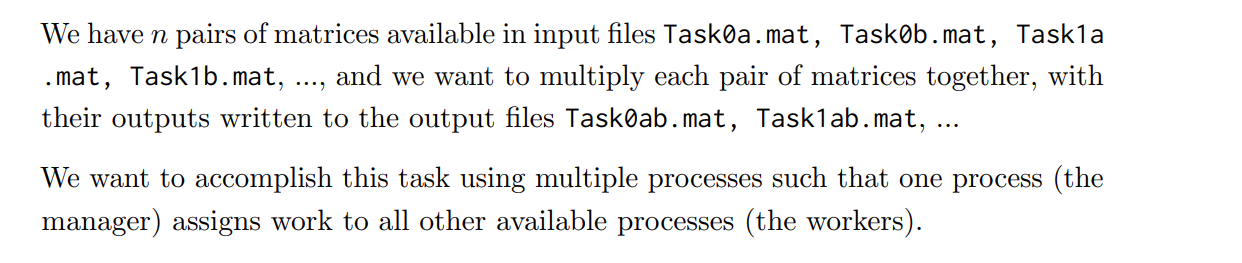 We have n pairs of matrices available in input files Task0a.mat, Task0b.mat, Task1a
.mat, Task1b.mat, ..., and we want to multiply each pair of matrices together, with
their outputs written to the output files Task0ab.mat, Task1ab.mat, ...
We want to accomplish this task using multiple processes such that one process (the
manager) assigns work to all other available processes (the workers).